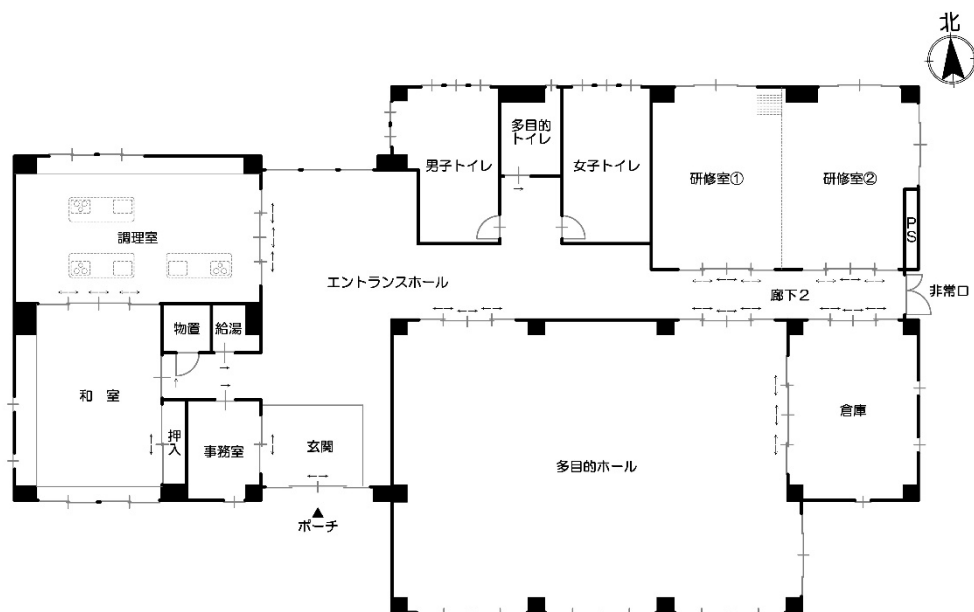 北
多目的
トイレ
男子トイレ
女子トイレ
研修室①
研修室②
PS
調理室
エントランスホール
廊下2
非常口
物置
給湯
和 室
押入
事務室
玄関
倉庫
多目的ホール
▲
ポーチ